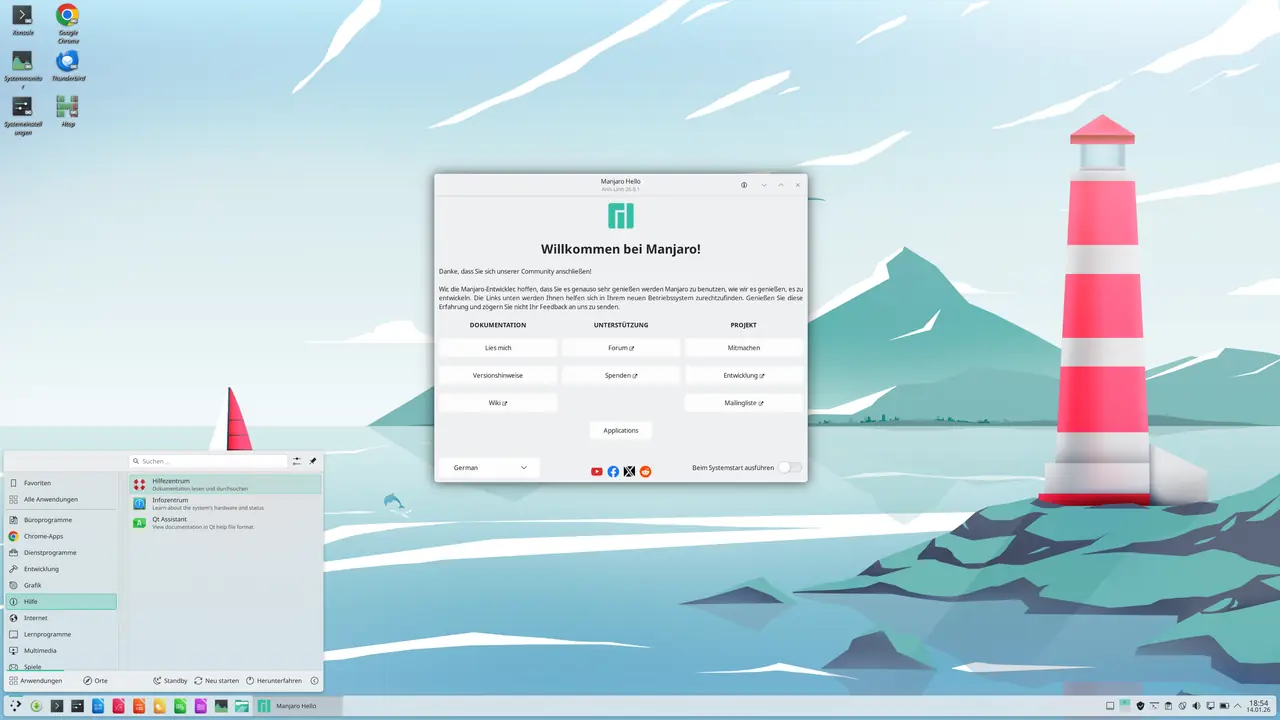 Konsole
Google
Chrome
Systemmonito
r
Thunderbird
Systemeinstell
ungen
Htop
Manjaro Hello
Willkommen bei Manjaro!
Danke, dass Sie sich unserer Community anschließen!
Wir, die Manjaro-Entwickler, hoffen, dass Sie es genauso sehr genießen werden Manjaro zu benutzen, wie wir es genießen, es zu
entwickeln. Die Links unten werden Ihnen helfen sich in Ihrem neuen Betriebssystem zurechtzufinden. Genießen Sie diese
Erfahrung und zögern Sie nicht Ihr Feedback an uns zu senden.
DOKUMENTATION
UNTERSTÜTZUNG
PROJEKT
Lies mich
Forum
Mitmachen
Versionshinweise
Spenden
Entwicklung
Wiki
Mailingliste
Applications
German
Beim Systemstart ausführen
Suchen ...
Favoriten
Alle Anwendungen
Büroprogramme
Chrome-Apps
Dienstprogramme
Entwicklung
Grafik
Hilfe
Internet
Lernprogramme
Multimedia
Spiele
Hilfezentrum
Dokumentation lesen und durchsuchen
Infozentrum
Learn about the system's hardware and status
Qt Assistant
View documentation in Qt help file format.
Anwendungen
Orte
Standby
Neu starten
Herunterfahren
Manjaro Hello
18:54
14.01.26